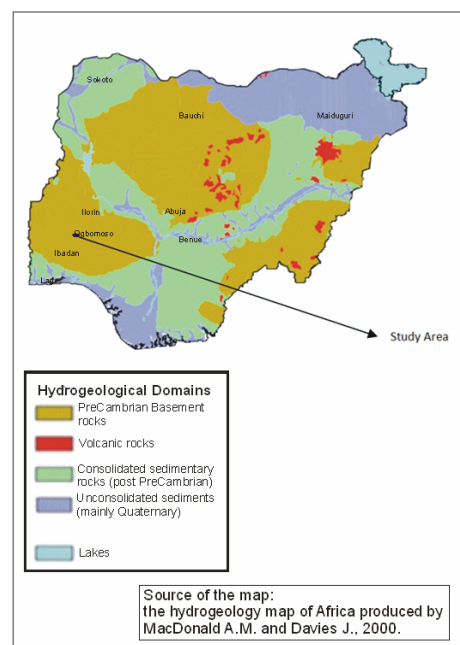 Sokoto
Bauchi
Maiduguri
Ilorin
Abuja
Ogbomoso
Benue
Ibadan
Study Area
Hydrogeological Domains
PreCambrian Basement
rocks
Volcanic rocks
Consolidated sedimentary
rocks (post PreCambrian)
Unconsolidated sediments
(mainly Quaternary)
Lakes
Source of the map:
the hydrogeology map of Africa produced by
MacDonald A.M. and Davies J., 2000.